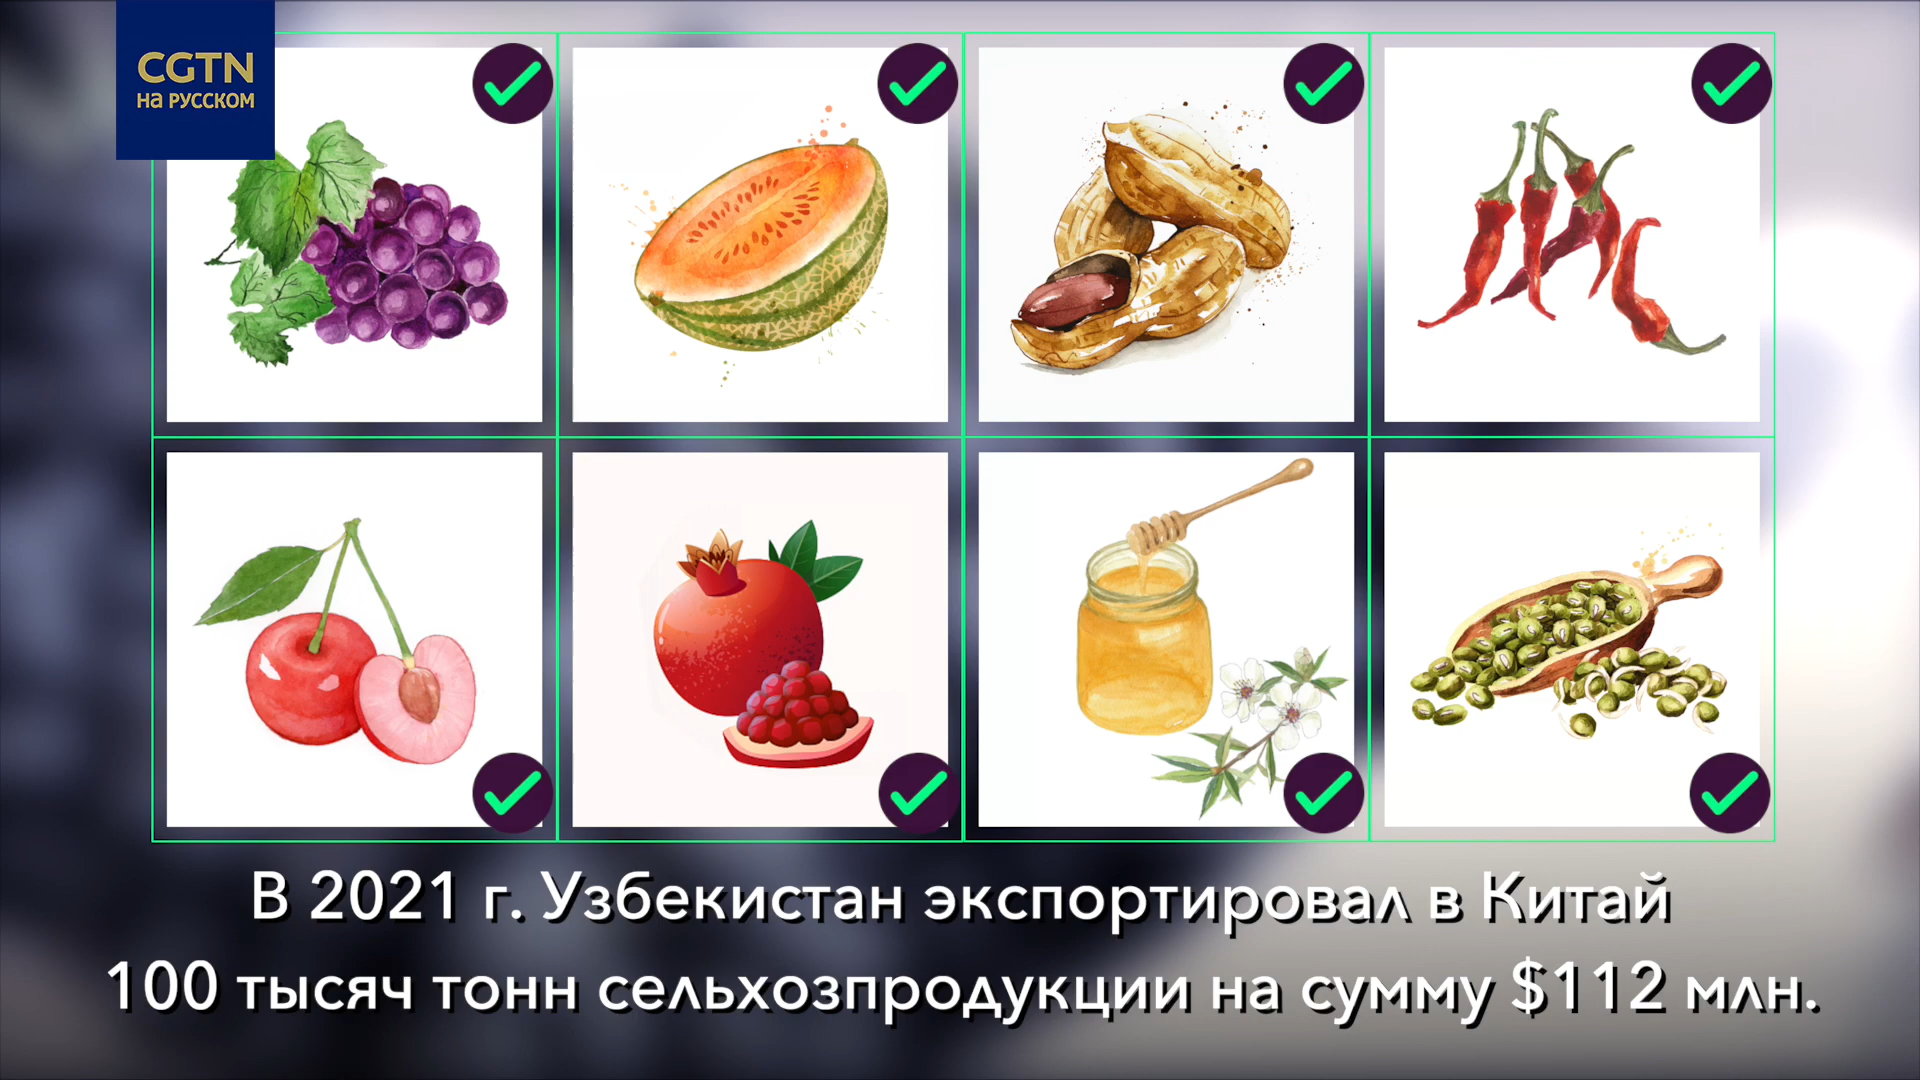 CGTN
на РУССКОМ
В 2021 г. Узбекистан экспортировал в Китай
100 тысяч тонн сельхозпродукции на сумму $112 млн.